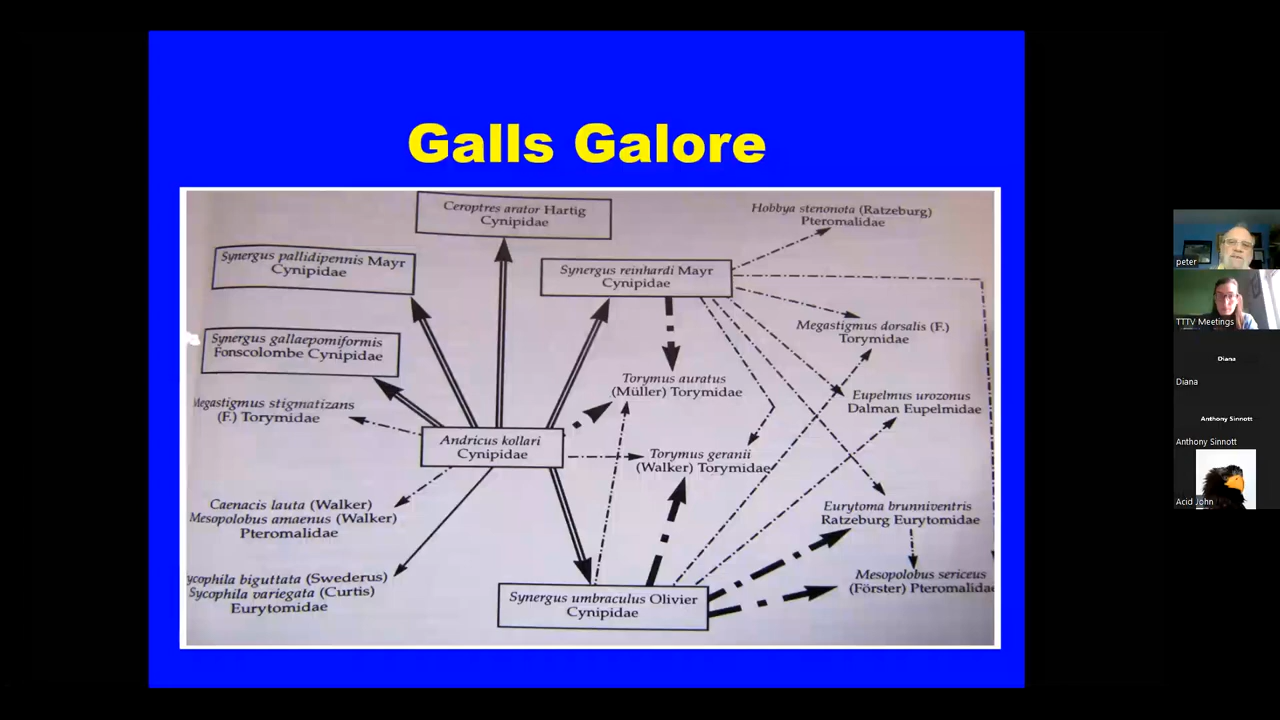 Galls Galore
Ceroptres arator Hartig
Cynipidae
Hobbya stenonota (Ratzeburg)
Pteromalidae
Synergus pallidipennis Mayr
Cynipidae
Synergus reinhardi Mayr
Cynipidae
Synergus gallaepomiformis
Fonscolombe Cynipidae
Megastigmus dorsalis (F.)
Torymidae
Torymus auratus
(Müller) Torymidae
Eupelmus urozonus
Dalman Eupelmidae
Megastigmus stigmatizans
(F.) Torymidae
Andricus kollari
Cynipidae
Torymus geranii
(Walker) Torymidae
Caenacis lauta (Walker)
Mesopolobus amaenus (Walker)
Pteromalidae
Eurytoma brunniventris
Ratzeburg Eurytomidae
ycophila biguttata (Swederus)
Sycophila variegata (Curtis)
Eurytomidae
Synergus umbraculus Olivier
Cynipidae
Mesopolobus sericeus
(Förster) Pteromalidae
peter
TTTV Meetings
Diana
Diana
Anthony Sinnott
Anthony Sinnott
Acid John